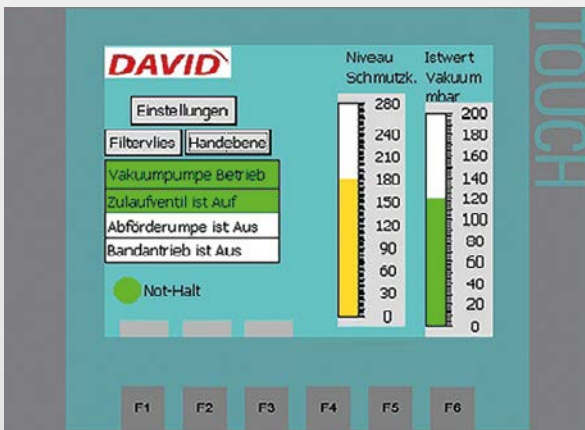 DAVID
Einstellungen
Filtervlies Handebene
Vakuumpumpe Betrieb
Zulaufventil ist Auf
Abförderumpe ist Aus
Bandantrieb ist Aus
Not-Halt
Niveau
Schmutzk.
280
240
210
180
150
120
90
60
30
0
Istwert
Vakuum
mbar
200
180
160
140
120
100
80
60
40
20
0
TOUCH
F1 F2 F3 F4 F5 F6